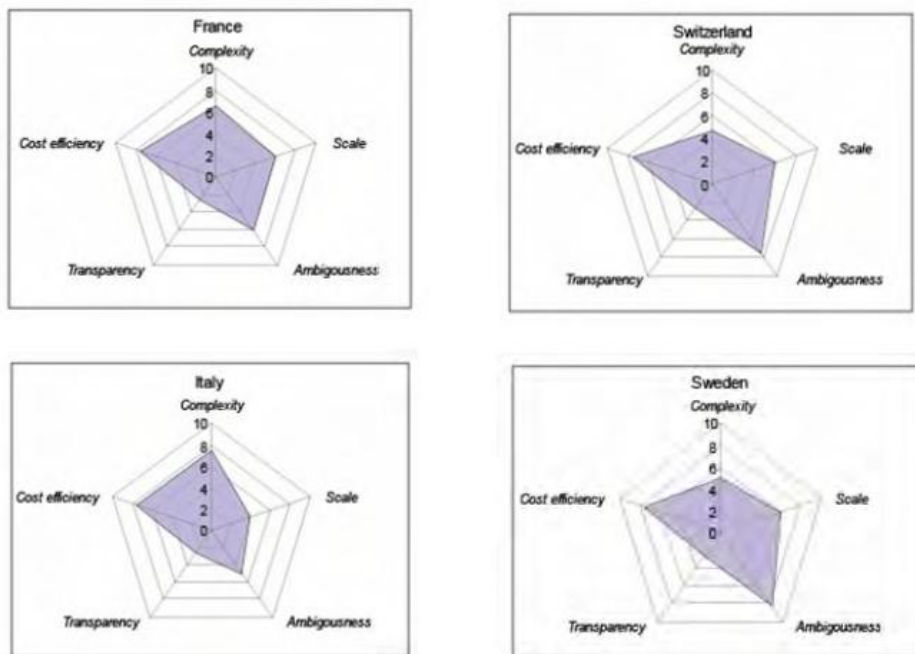 France
Complexity
10
8
6
4
2
0
Cost efficiency
Scale
Transparency
Ambigousness
Switzerland
Complexity
10
8
6
4
2
0
Cost efficiency
Scale
Transparency
Ambigousness
Italy
Complexity
10
8
6
4
2
0
Cost efficiency
Scale
Transparency
Ambigousness
Sweden
Complexity
10
8
6
4
2
0
Cost efficiency
Scale
Transparency
Ambigousness